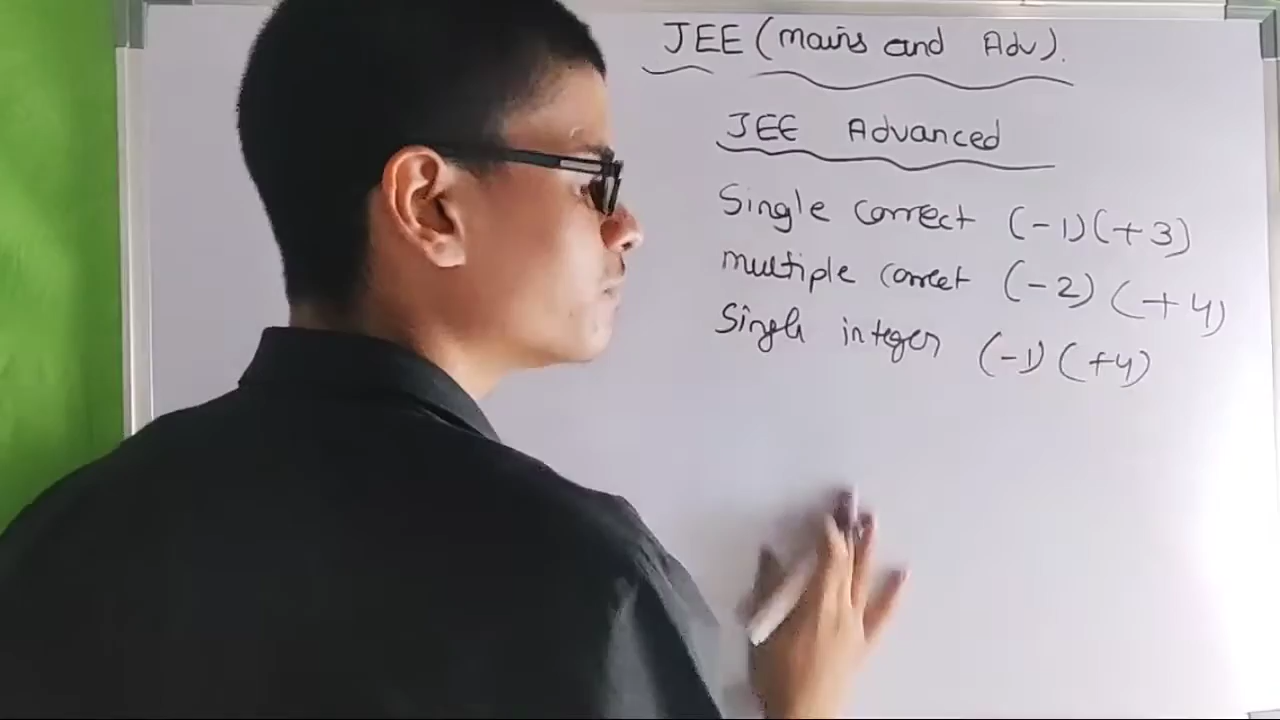 JEE (mains and Adv).
JEE Advanced
Single correct (-1)(+3)
multiple correct (-2) (+4)
Single integer (-1) (+4)